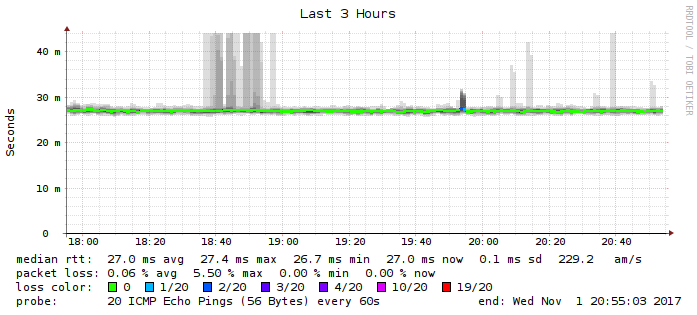 Last 3 Hours
RRDTOOL / TOBI OETIKER
Seconds
40 m
30 m
20 m
10 m
0
18:00 18:20 18:40 19:00 19:20 19:40 20:00 20:20 20:40
median rtt: 27.0 ms avg 27.4 ms max 26.7 ms min 27.0 ms now 0.1 ms sd 229.2 am/s
packet loss: 0.06 % avg 5.50 % max 0.00 % min 0.00 % now
loss color: 0 1/20 2/20 3/20 4/20 10/20 19/20
probe: 20 ICMP Echo Pings (56 Bytes) every 60s end: Wed Nov 1 20:55:03 2017